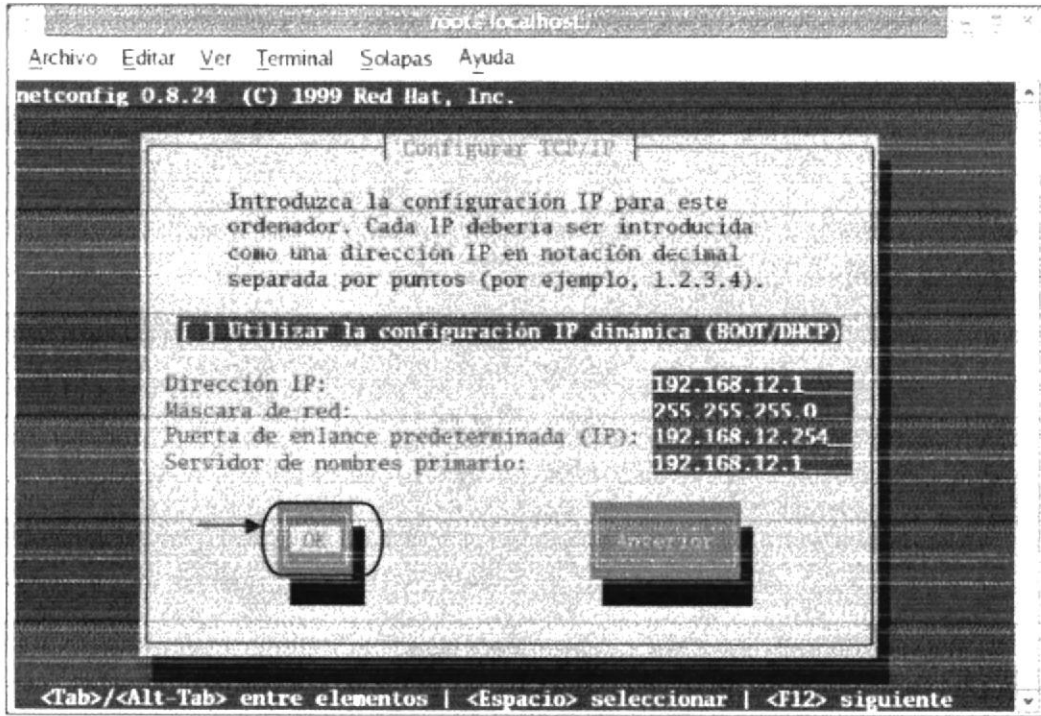 root@localhost:/
Archivo Editar Ver Terminal Solapas Ayuda
netconfig 0.8.24 (C) 1999 Red Hat, Inc.
Configurar TCP/IP
Introduzca la configuración IP para este
ordenador. Cada IP debería ser introducida
como una dirección IP en notación decimal
separada por puntos (por ejemplo, 1.2.3.4).
[ ] Utilizar la configuración IP dinámica (BOOT/DHCP)
Dirección IP: 192.168.12.1
Máscara de red: 255.255.255.0
Puerta de enlance predeterminada (IP): 192.168.12.254
Servidor de nombres primario: 192.168.12.1
OK Anterior
<Tab>/<Alt-Tab> entre elementos | <Espacio> seleccionar | <F12> siguiente